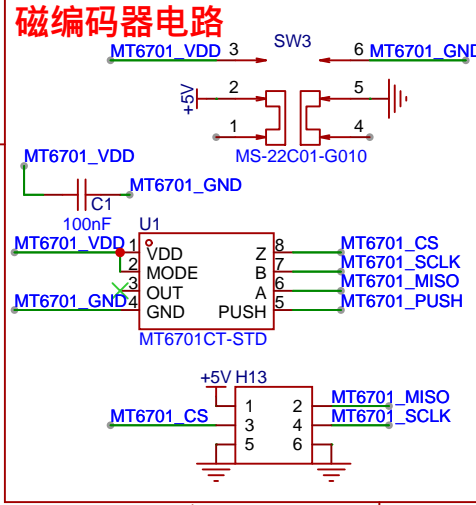 磁编码器电路
MT6701_VDD 3 SW3 6 MT6701_GND
+5V 2 5
1 4
MS-22C01-G010
MT6701_VDD
MT6701_GND
C1
100nF
U1
MT6701_VDD 1 VDD Z 8 MT6701_CS
2 MODE B 7 MT6701_SCLK
3 OUT A 6 MT6701_MISO
MT6701_GND 4 GND PUSH 5 MT6701_PUSH
MT6701CT-STD
+5V H13
1 2 MT6701_MISO
MT6701_CS 3 4 MT6701_SCLK
5 6